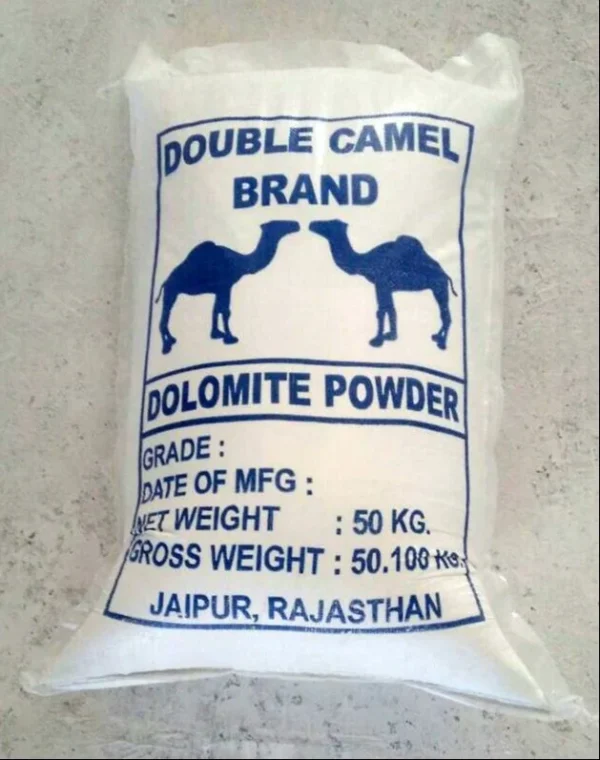 DOUBLE CAMEL
BRAND
DOLOMITE POWDER
GRADE :
DATE OF MFG :
NET WEIGHT : 50 KG.
GROSS WEIGHT : 50.100 KG.
JAIPUR, RAJASTHAN